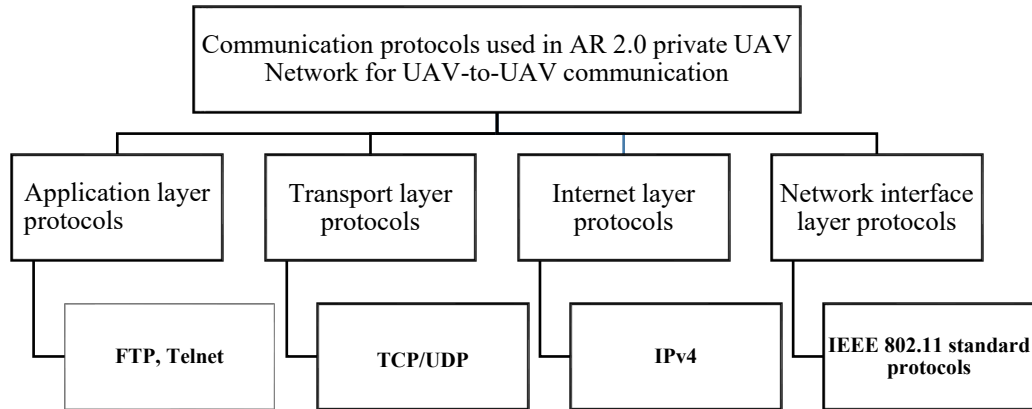 Communication protocols used in AR 2.0 private UAV
Network for UAV-to-UAV communication
Application layer
protocols
Transport layer
protocols
Internet layer
protocols
Network interface
layer protocols
FTP, Telnet
TCP/UDP
IPv4
IEEE 802.11 standard
protocols